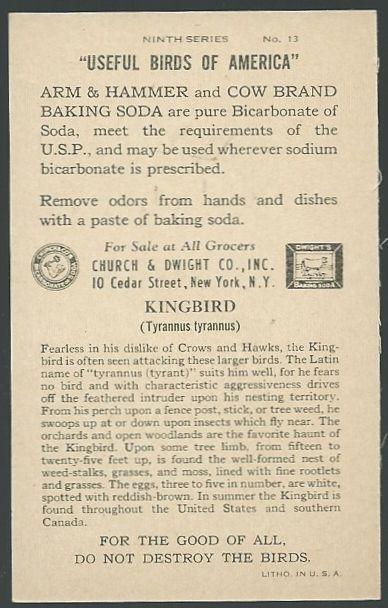 NINTH SERIES No. 13
"USEFUL BIRDS OF AMERICA"
ARM & HAMMER and COW BRAND
BAKING SODA are pure Bicarbonate of
Soda, meet the requirements of the
U.S.P., and may be used wherever sodium
bicarbonate is prescribed.
Remove odors from hands and dishes
with a paste of baking soda.
For Sale at All Grocers
CHURCH & DWIGHT CO., INC.
10 Cedar Street, New York, N.Y.
DWIGHT'S
BAKING SODA
KINGBIRD
(Tyrannus tyrannus)
Fearless in his dislike of Crows and Hawks, the King-
bird is often seen attacking these larger birds. The Latin
name of "tyrannus (tyrant)" suits him well, for he fears
no bird and with characteristic aggressiveness drives
off the feathered intruder upon his nesting territory.
From his perch upon a fence post, stick, or tree weed, he
swoops up at or down upon insects which fly near. The
orchards and open woodlands are the favorite haunt of
the Kingbird. Upon some tree limb, from fifteen to
twenty-five feet up, is found the well-formed nest of
weed-stalks, grasses, and moss, lined with fine rootlets
and grasses. The eggs, three to five in number, are white,
spotted with reddish-brown. In summer the Kingbird is
found throughout the United States and southern
Canada.
FOR THE GOOD OF ALL,
DO NOT DESTROY THE BIRDS.
LITHO. IN U. S. A.